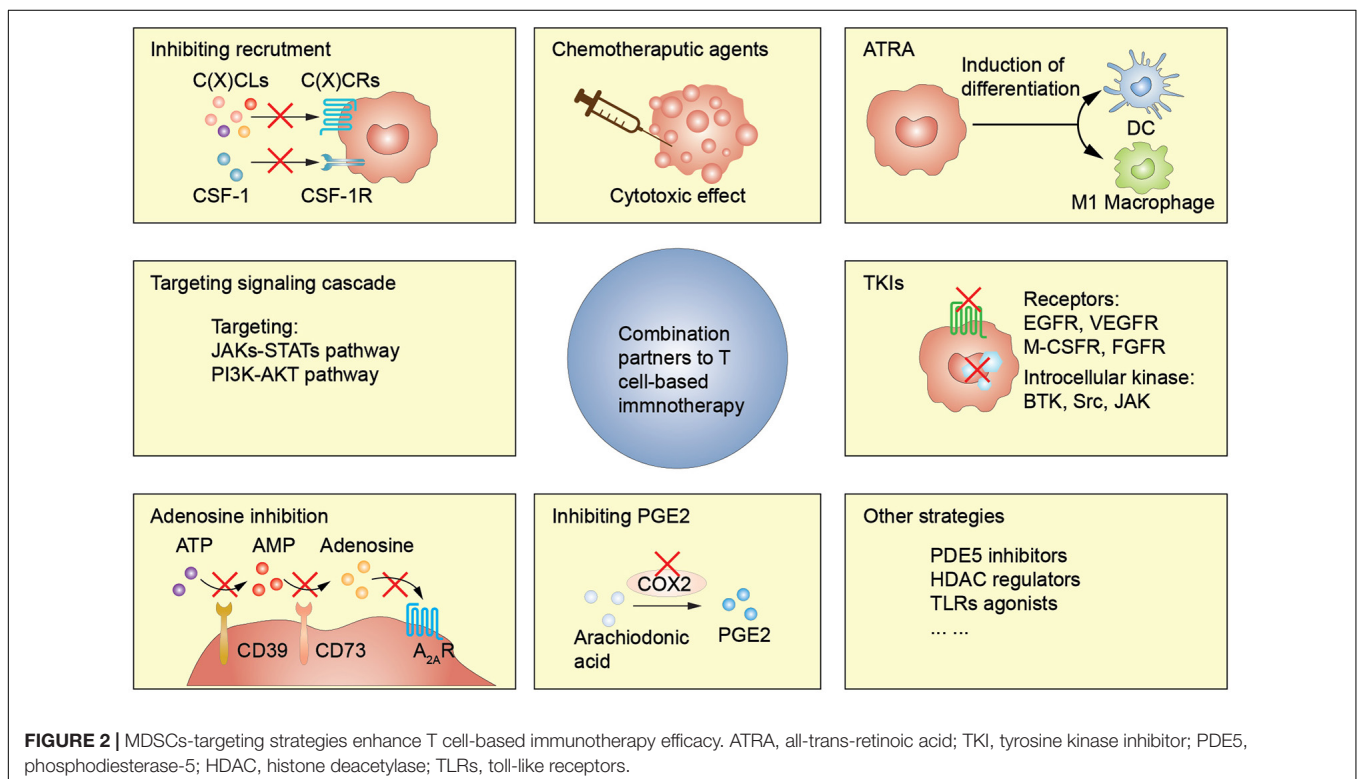 Inhibiting recrutment
C(X)CLs C(X)CRs
CSF-1 CSF-1R
Chemotheraputic agents
Cytotoxic effect
ATRA
Induction of
differentiation
DC
M1 Macrophage
Targeting signaling cascade
Targeting:
JAKs-STATs pathway
PI3K-AKT pathway
Combination
partners to T
cell-based
immnotherapy
TKIs
Receptors:
EGFR, VEGFR
M-CSFR, FGFR
Introcellular kinase:
BTK, Src, JAK
Adenosine inhibition
ATP AMP Adenosine
CD39 CD73 A2AR
Inhibiting PGE2
COX2
Arachiodonic
acid
PGE2
Other strategies
PDE5 inhibitors
HDAC regulators
TLRs agonists
... ...
FIGURE 2 | MDSCs-targeting strategies enhance T cell-based immunotherapy efficacy. ATRA, all-trans-retinoic acid; TKI, tyrosine kinase inhibitor; PDE5,
phosphodiesterase-5; HDAC, histone deacetylase; TLRs, toll-like receptors.